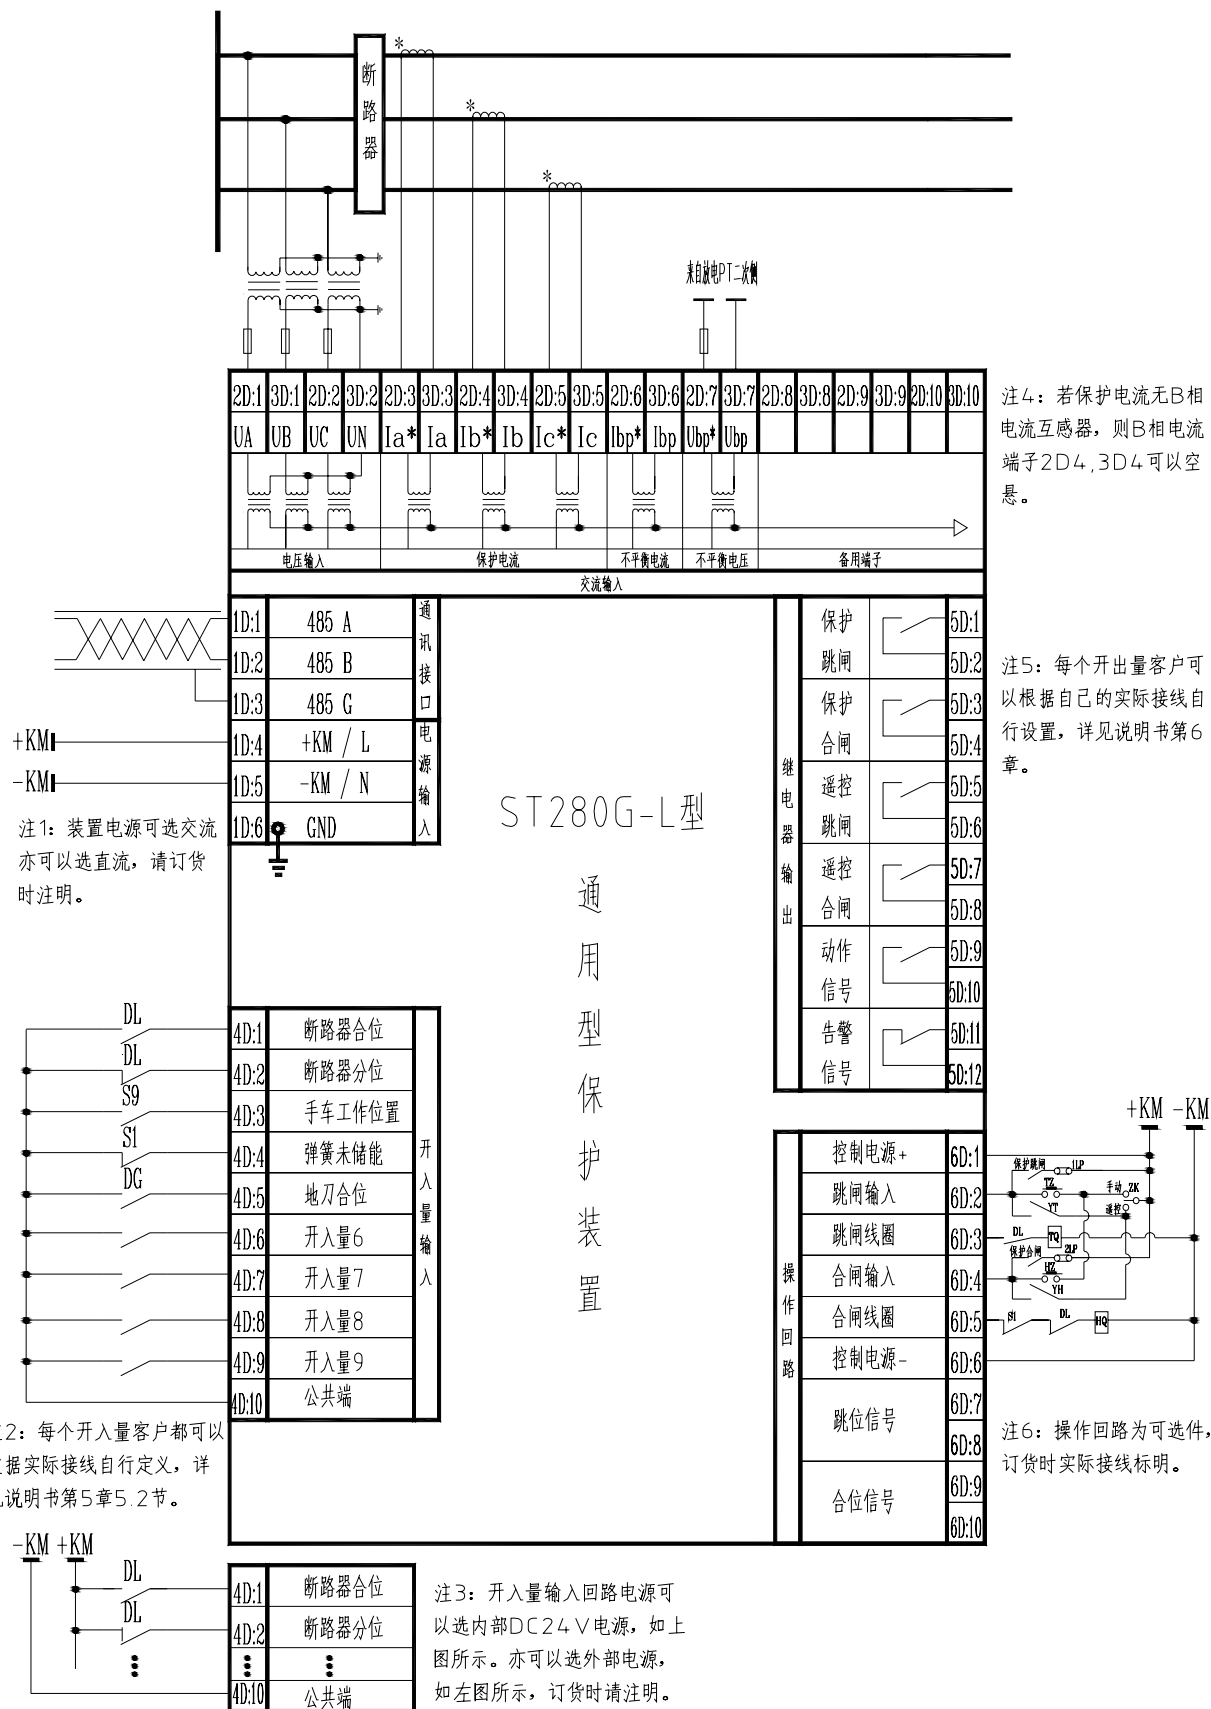 *
*
*
断
路
器
来自放电PT二次侧
2D:1 3D:1 2D:2 3D:2 2D:3 3D:3 2D:4 3D:4 2D:5 3D:5 2D:6 3D:6 2D:7 3D:7 2D:8 3D:8 2D:9 3D:9 2D:10 3D:10
UA UB UC UN Ia* Ia Ib* Ib Ic* Ic Ibp* Ibp Ubp* Ubp
电压输入 保护电流 不平衡电流 不平衡电压 备用端子
交流输入
注4：若保护电流无B相
电流互感器，则B相电流
端子2D4,3D4可以空
悬。
1D:1 485 A
1D:2 485 B
1D:3 485 G
通讯接口
+KM 1D:4 +KM / L
-KM 1D:5 -KM / N
1D:6 GND
电源输入
注1：装置电源可选交流
亦可以选直流，请订货
时注明。
ST280G-L型
通用型保护装置
继电器输出
保护 5D:1
跳闸 5D:2
保护 5D:3
合闸 5D:4
遥控 5D:5
跳闸 5D:6
遥控 5D:7
合闸 5D:8
动作 5D:9
信号 5D:10
告警 5D:11
信号 5D:12
注5：每个开出量客户可
以根据自己的实际接线自
行设置，详见说明书第6
章。
DL 4D:1 断路器合位
DL 4D:2 断路器分位
S9 4D:3 手车工作位置
S1 4D:4 弹簧未储能
DG 4D:5 地刀合位
4D:6 开入量6
4D:7 开入量7
4D:8 开入量8
4D:9 开入量9
4D:10 公共端
开入量输入
2：每个开入量客户都可以
据实际接线自行定义，详
说明书第5章5.2节。
操作回路
控制电源+ 6D:1
跳闸输入 6D:2
跳闸线圈 6D:3
合闸输入 6D:4
合闸线圈 6D:5
控制电源- 6D:6
跳位信号 6D:7
6D:8
合位信号 6D:9
6D:10
+KM -KM
保护跳闸 1LP
TZ 手动 ZK
YT 遥控
DL TQ
保护合闸 2LP
HZ
YH
S1 DL HQ
注6：操作回路为可选件，
订货时实际接线标明。
-KM +KM
DL 4D:1 断路器合位
DL 4D:2 断路器分位
4D:10 公共端
注3：开入量输入回路电源可
以选内部DC24V电源，如上
图所示。亦可以选外部电源，
如左图所示，订货时请注明。